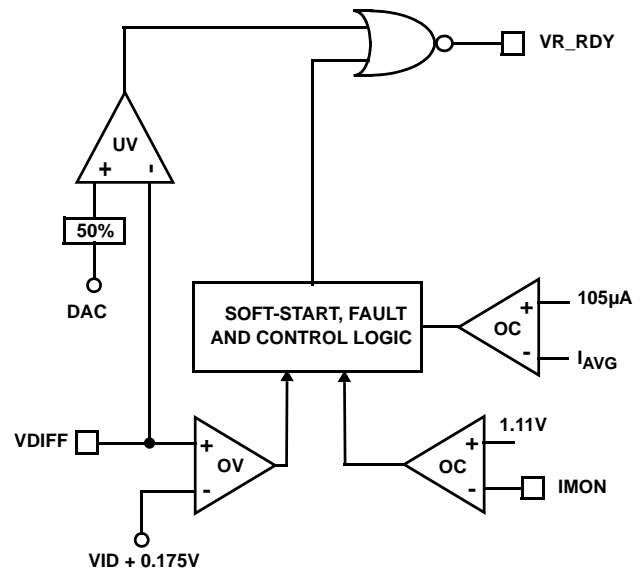 VR_RDY
UV
+ -
50%
DAC
SOFT-START, FAULT
AND CONTROL LOGIC
+ 105µA
OC
- IAVG
VDIFF
+
OV
-
VID + 0.175V
1.11V
+
OC
- IMON